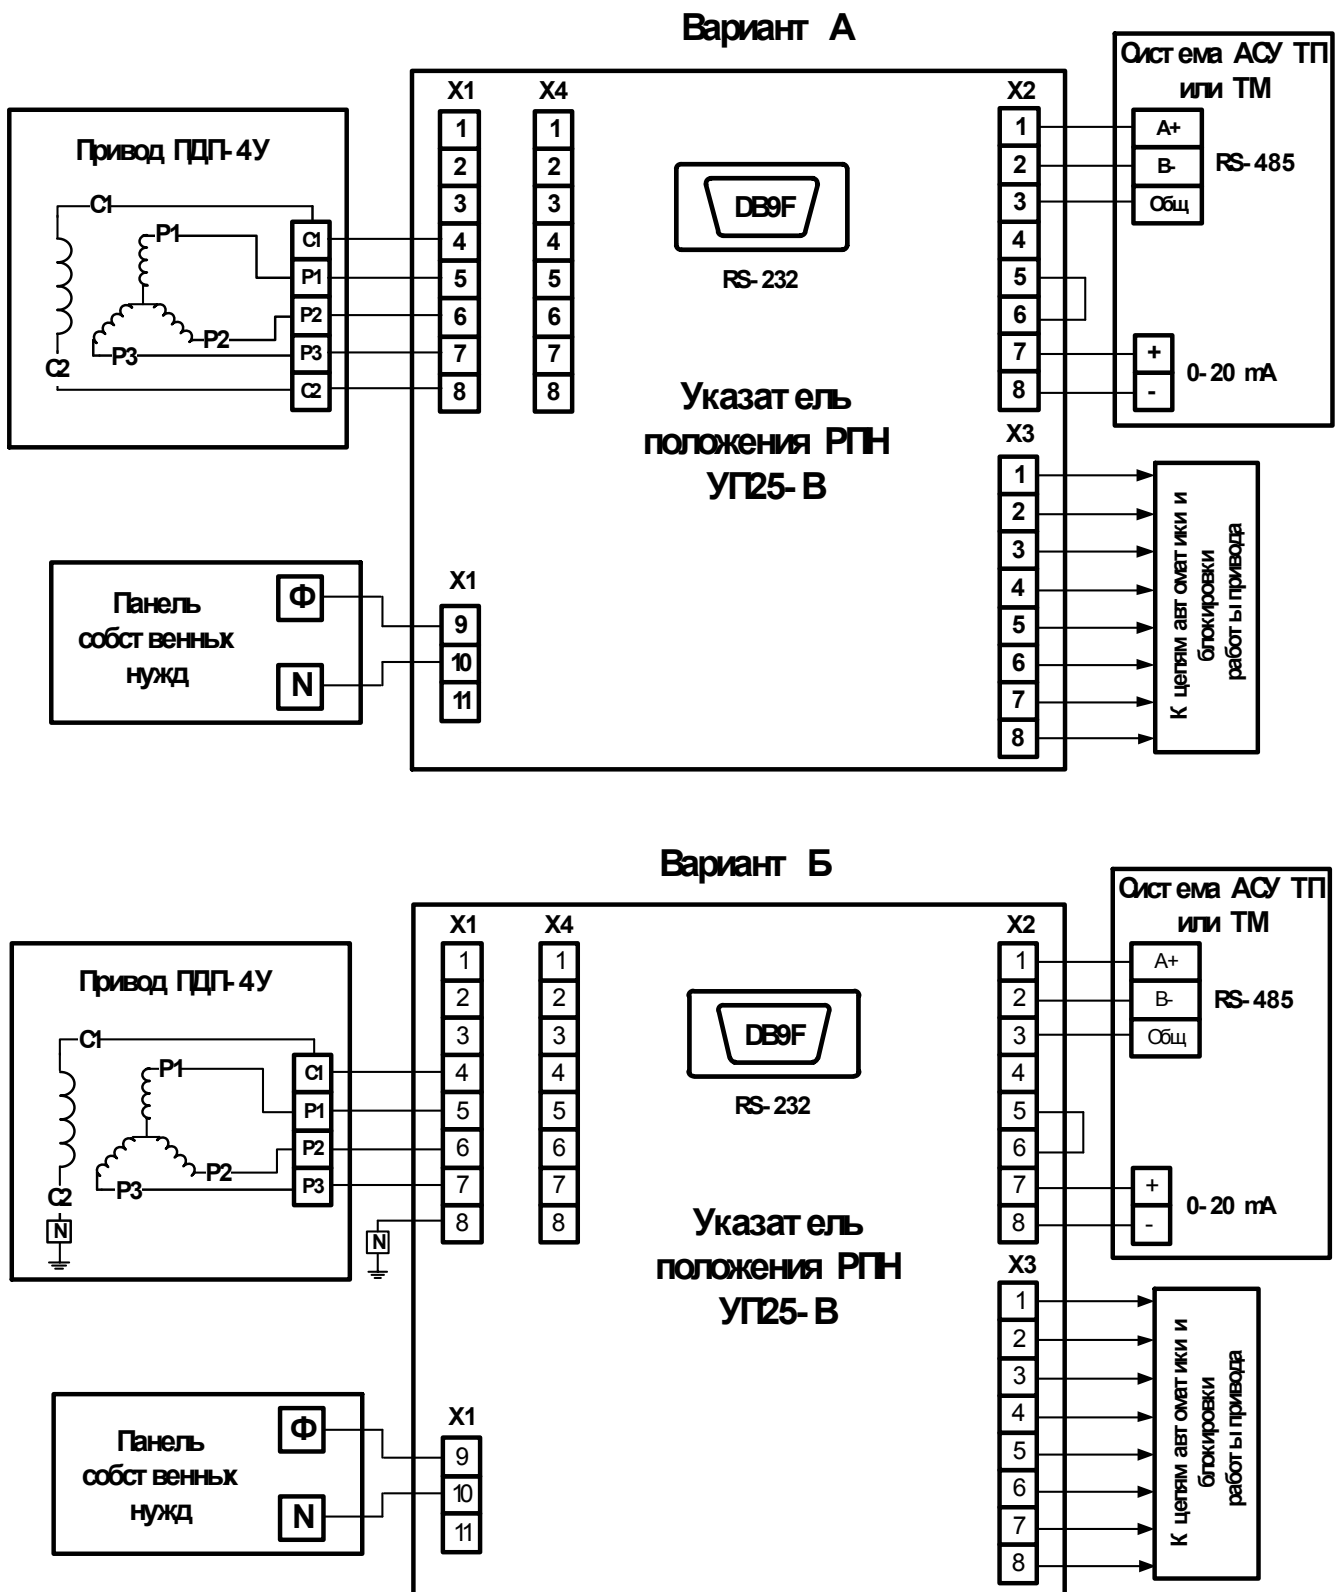 Вариант А
Система АСУ ТП
или ТМ
X1
X4
X2
1
2
3
4
5
6
7
8
1
2
3
4
5
6
7
8
1
2
3
4
5
6
7
8
A+
B-
Общ
RS-485
+
-
0-20 mA
Привод ПДП-4У
C1
P1
P2
P3
C2
C1
P1
P2
P3
C2
DB9F
RS-232
Указатель
положения РПН
УП25-В
X3
1
2
3
4
5
6
7
8
К цепям автоматики и
блокировки
работы привода
Панель
собственных
нужд
Ф
N
X1
9
10
11
Вариант Б
Система АСУ ТП
или ТМ
X1
X4
X2
1
2
3
4
5
6
7
8
1
2
3
4
5
6
7
8
1
2
3
4
5
6
7
8
A+
B-
Общ
RS-485
+
-
0-20 mA
Привод ПДП-4У
C1
P1
P2
P3
C2
N
C1
P1
P2
P3
N
DB9F
RS-232
Указатель
положения РПН
УП25-В
X3
1
2
3
4
5
6
7
8
К цепям автоматики и
блокировки
работы привода
Панель
собственных
нужд
Ф
N
X1
9
10
11